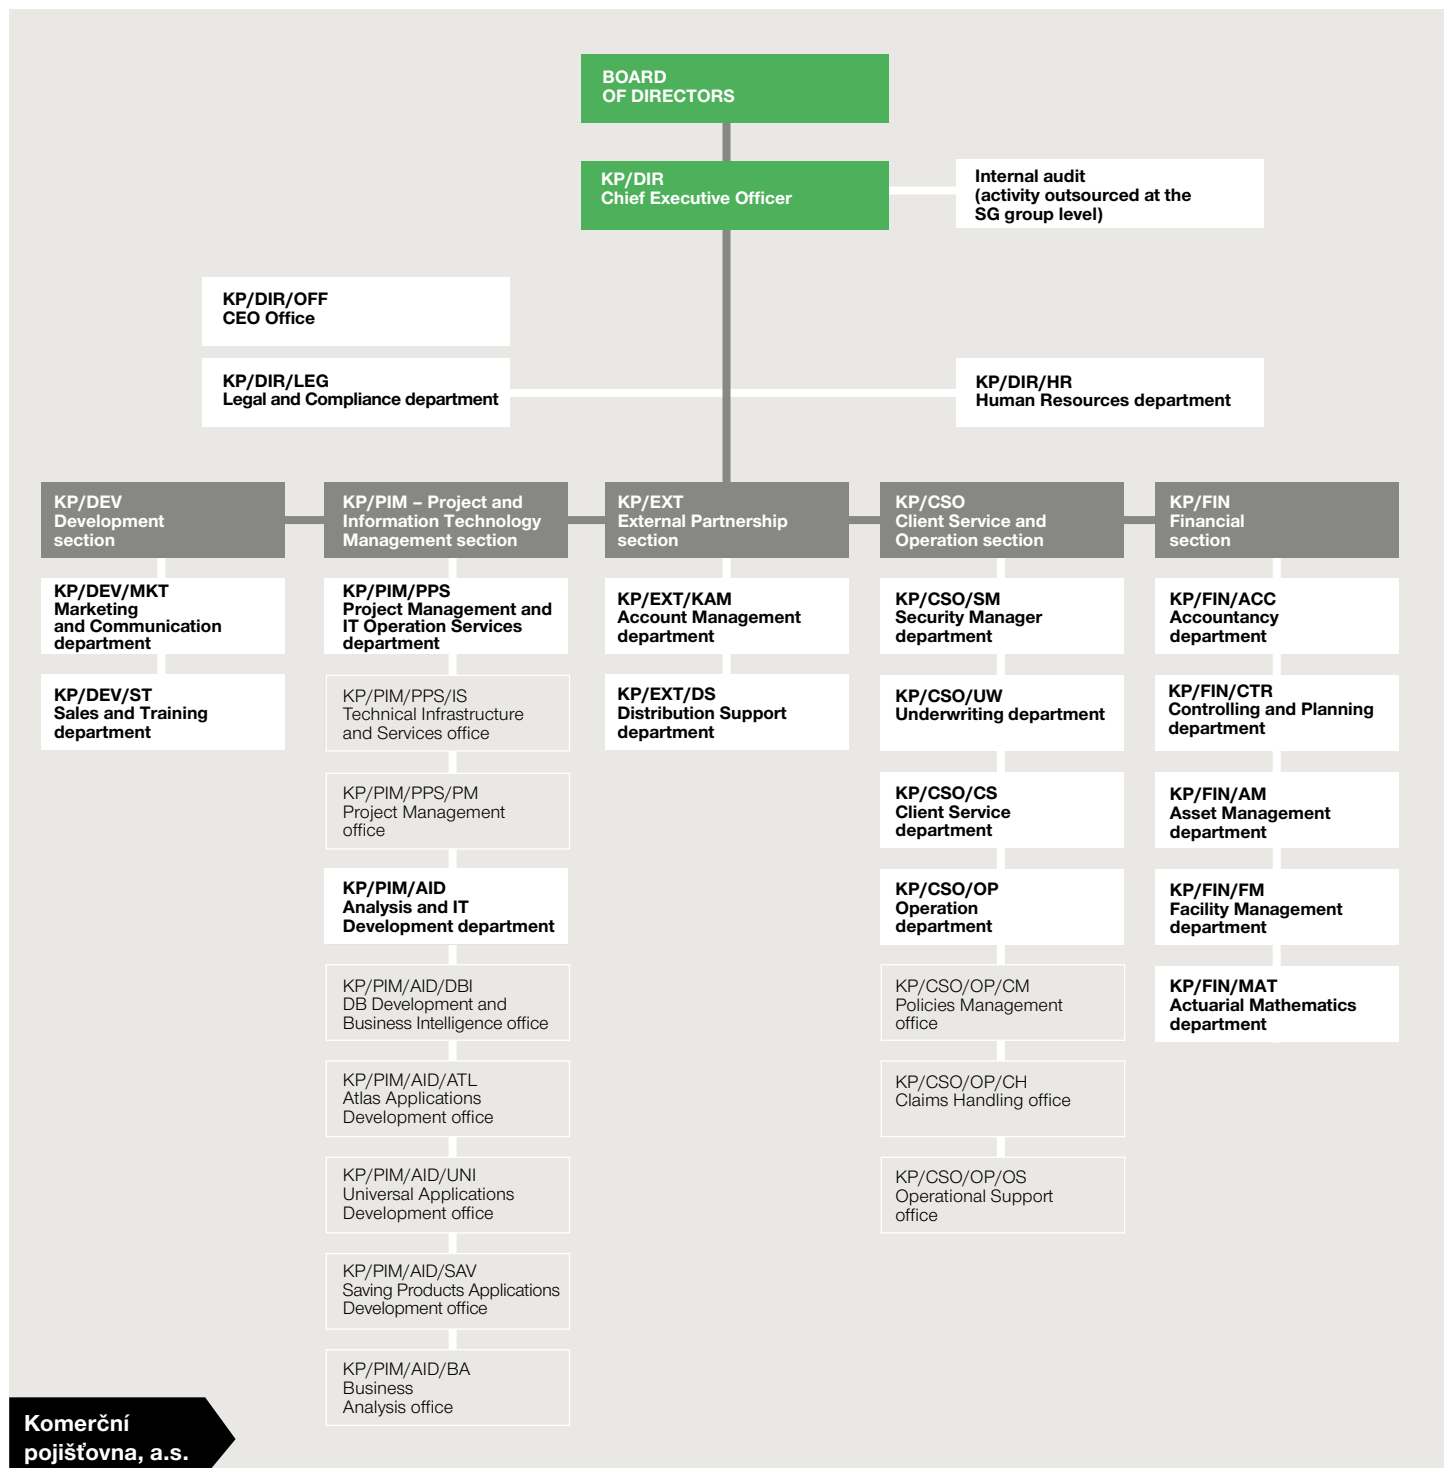 BOARD
OF DIRECTORS
KP/DIR
Chief Executive Officer
Internal audit
(activity outsourced at the
SG group level)
KP/DIR/OFF
CEO Office
KP/DIR/LEG
Legal and Compliance department
KP/DIR/HR
Human Resources department
KP/DEV
Development
section
KP/DEV/MKT
Marketing
and Communication
department
KP/DEV/ST
Sales and Training
department
KP/PIM – Project and
Information Technology
Management section
KP/PIM/PPS
Project Management and
IT Operation Services
department
KP/PIM/PPS/IS
Technical Infrastructure
and Services office
KP/PIM/PPS/PM
Project Management
office
KP/PIM/AID
Analysis and IT
Development department
KP/PIM/AID/DBI
DB Development and
Business Intelligence office
KP/PIM/AID/ATL
Atlas Applications
Development office
KP/PIM/AID/UNI
Universal Applications
Development office
KP/PIM/AID/SAV
Saving Products Applications
Development office
KP/PIM/AID/BA
Business
Analysis office
KP/EXT
External Partnership
section
KP/EXT/KAM
Account Management
department
KP/EXT/DS
Distribution Support
department
KP/CSO
Client Service and
Operation section
KP/CSO/SM
Security Manager
department
KP/CSO/UW
Underwriting department
KP/CSO/CS
Client Service
department
KP/CSO/OP
Operation
department
KP/CSO/OP/CM
Policies Management
office
KP/CSO/OP/CH
Claims Handling office
KP/CSO/OP/OS
Operational Support
office
KP/FIN
Financial
section
KP/FIN/ACC
Accountancy
department
KP/FIN/CTR
Controlling and Planning
department
KP/FIN/AM
Asset Management
department
KP/FIN/FM
Facility Management
department
KP/FIN/MAT
Actuarial Mathematics
department
Komerční
pojišťovna, a.s.